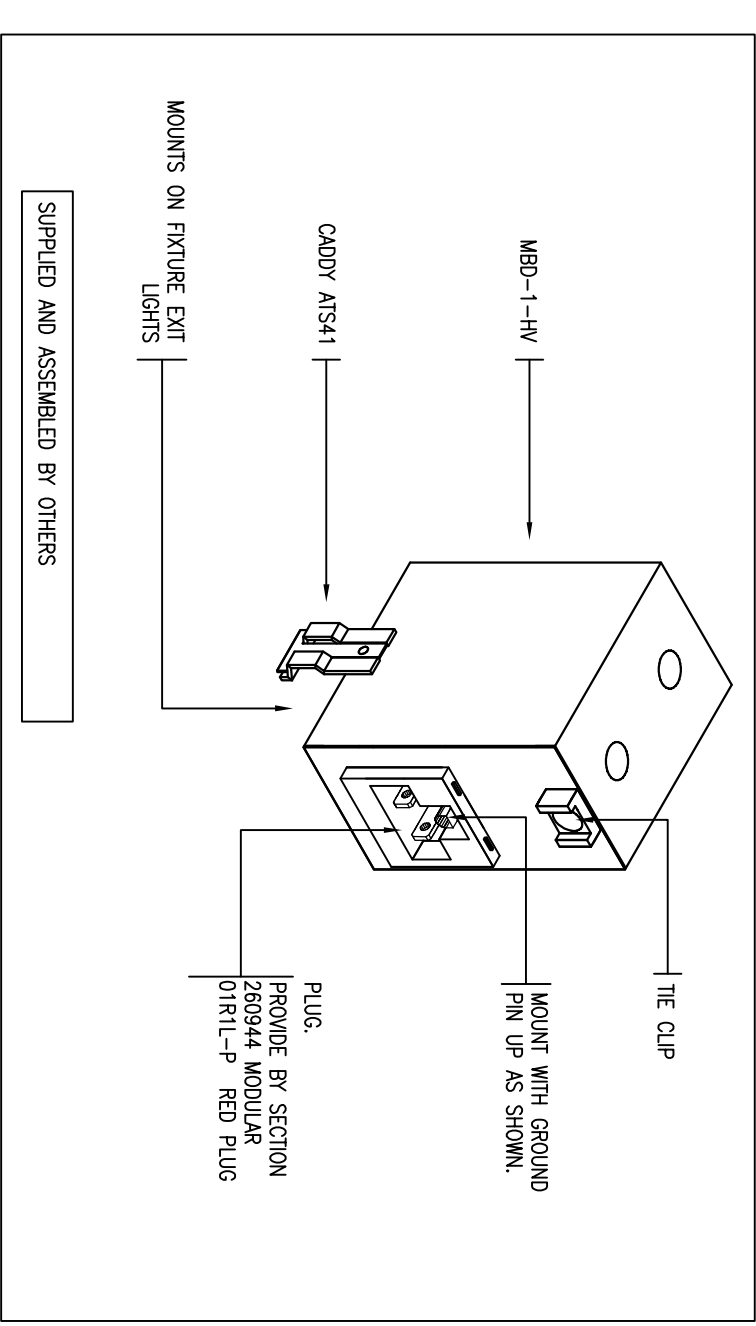 TIE CLIP
MBD-1-HV
MOUNT WITH GROUND
PIN UP AS SHOWN.
CADDY ATS41
PLUG.
PROVIDE BY SECTION
260944 MODULAR
01R1L-P RED PLUG
MOUNTS ON FIXTURE EXIT
LIGHTS
SUPPLIED AND ASSEMBLED BY OTHERS